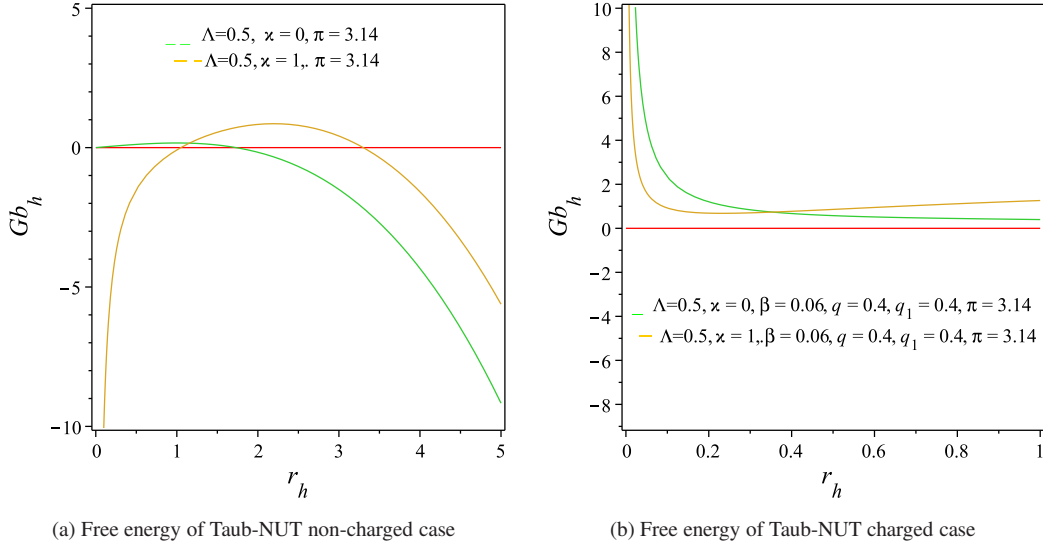 5
0
−5
−10
Gb_h
Λ=0.5, ϰ = 0, π = 3.14
Λ=0.5, ϰ = 1,. π = 3.14
0 1 2 3 4 5
r_h
(a) Free energy of Taub-NUT non-charged case
10
8
6
4
2
0
−2
−4
−6
−8
Gb_h
Λ=0.5, ϰ = 0, β = 0.06, q = 0.4, q_1 = 0.4, π = 3.14
Λ=0.5, ϰ = 1,.β = 0.06, q = 0.4, q_1 = 0.4, π = 3.14
0 0.2 0.4 0.6 0.8 1
r_h
(b) Free energy of Taub-NUT charged case